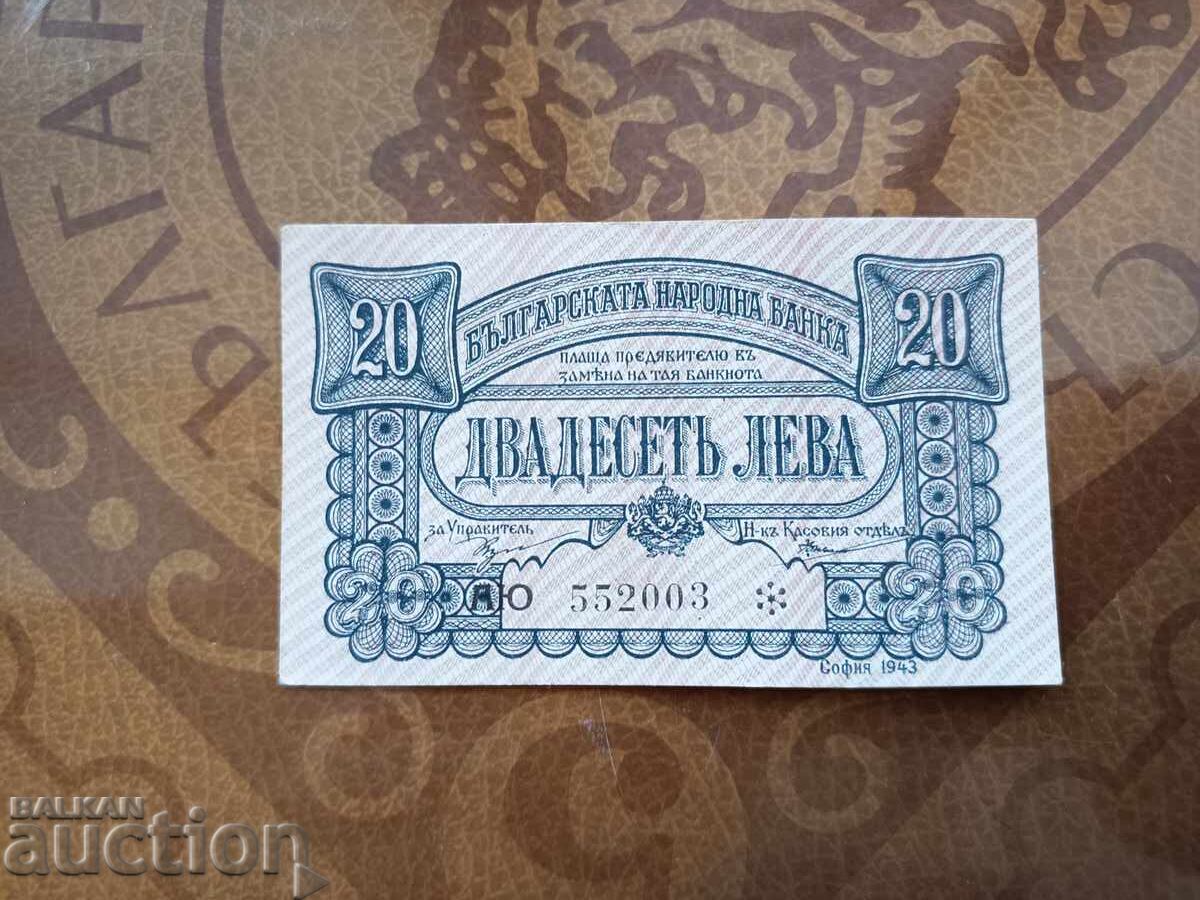 20 БЪЛГАРСКАТА НАРОДНА БАНКА 20
ПЛАЩА ПРЕДЯВИТЕЛЮ ВЪ
ЗАМѢНА НА ТАЯ БАНКНОТА
ДВАДЕСЕТЬ ЛЕВА
ЗА УПРАВИТЕЛЬ Н-КЪ КАСОВИЯ ОТДѢЛЪ
20 АЮ 552003 20
СОФИЯ 1943
BALKAN
auction